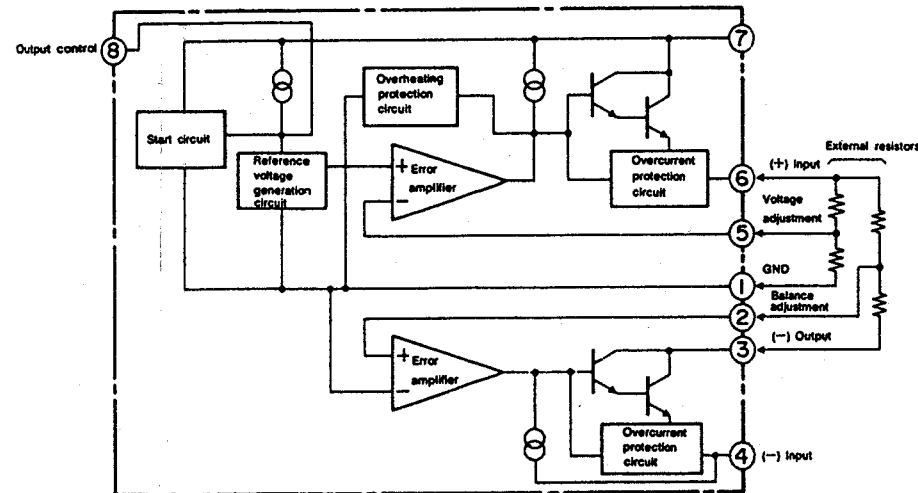 Output control
8
7
Start circuit
Overheating
protection
circuit
Reference
voltage
generation
circuit
+
Error
amplifier
−
Overcurrent
protection
circuit
6
(+) Input
External resistors
Voltage
adjustment
5
GND
1
Balance
adjustment
2
(−) Output
3
+
Error
amplifier
−
Overcurrent
protection
circuit
4
(−) Input